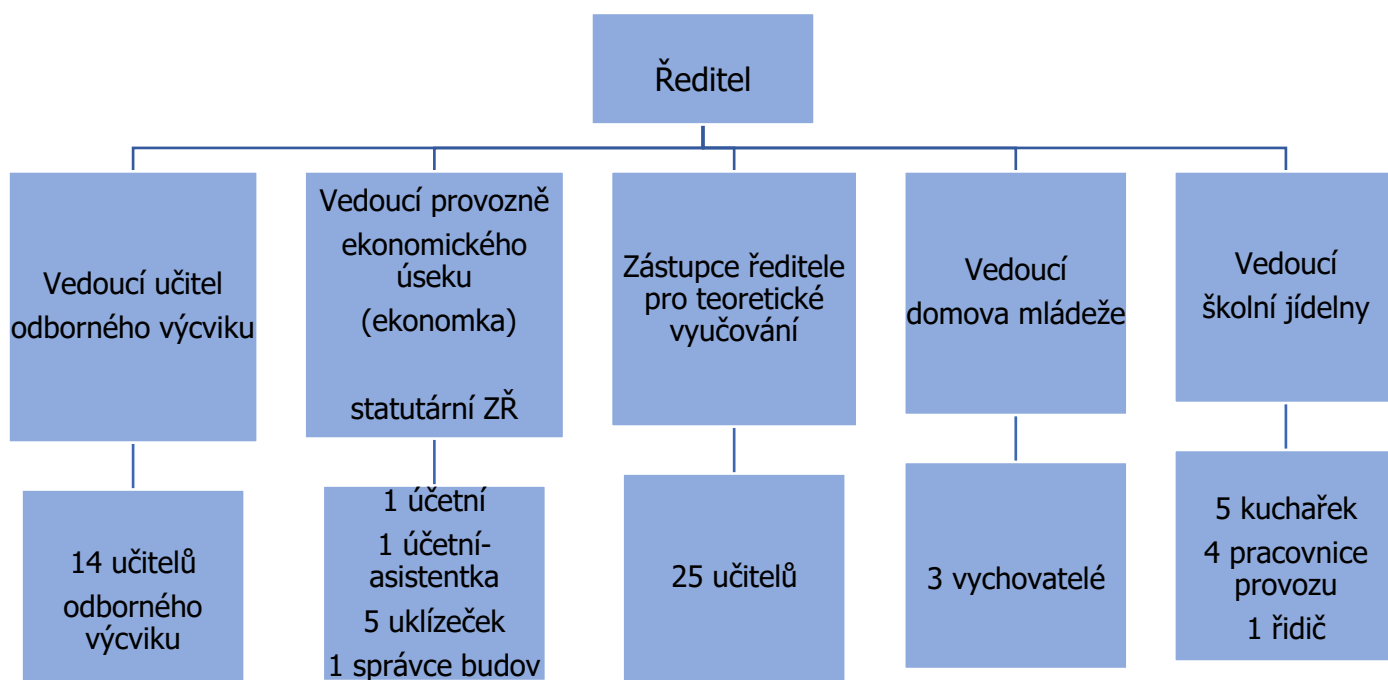 Ředitel
Vedoucí učitel
odborného výcviku
Vedoucí provozně
ekonomického
úseku
(ekonomka)
statutární ZŘ
Zástupce ředitele
pro teoretické
vyučování
Vedoucí
domova mládeže
Vedoucí
školní jídelny
14 učitelů
odborného
výcviku
1 účetní
1 účetní-
asistentka
5 uklízeček
1 správce budov
25 učitelů
3 vychovatelé
5 kuchařek
4 pracovnice
provozu
1 řidič